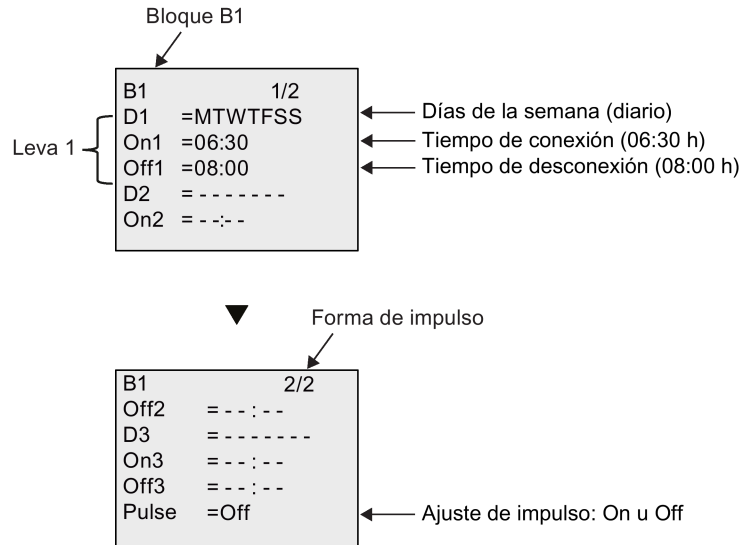 Bloque B1
B1 1/2
D1 =MTWTFSS
On1 =06:30
Off1 =08:00
D2 = - - - - - - -
On2 = - -:- -
Leva 1
Días de la semana (diario)
Tiempo de conexión (06:30 h)
Tiempo de desconexión (08:00 h)
Forma de impulso
B1 2/2
Off2 = - - : - -
D3 = - - - - - - -
On3 = - - : - -
Off3 = - - : - -
Pulse =Off
Ajuste de impulso: On u Off